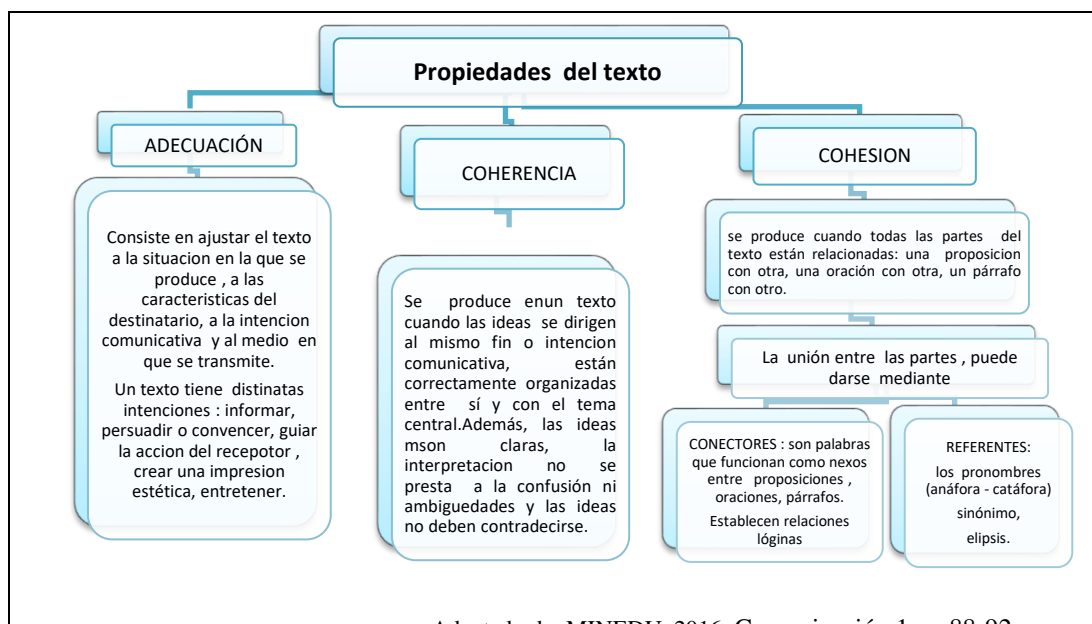 Propiedades del texto
ADECUACIÓN
Consiste en ajustar el texto
a la situacion en la que se
produce , a las
caracteristicas del
destinatario, a la intencion
comunicativa y al medio en
que se transmite.
Un texto tiene distinatas
intenciones : informar,
persuadir o convencer, guiar
la accion del recepotor ,
crear una impresion
estética, entretener.
COHERENCIA
Se produce enun texto
cuando las ideas se dirigen
al mismo fin o intencion
comunicativa, están
correctamente organizadas
entre sí y con el tema
central.Además, las ideas
mson claras, la
interpretacion no se
presta a la confusión ni
ambiguedades y las ideas
no deben contradecirse.
COHESION
se produce cuando todas las partes del
texto están relacionadas: una proposicion
con otra, una oración con otra, un párrafo
con otro.
La unión entre las partes , puede
darse mediante
CONECTORES : son palabras
que funcionan como nexos
entre proposiciones ,
oraciones, párrafos.
Establecen relaciones
lóginas
REFERENTES:
los pronombres
(anáfora - catáfora)
sinónimo,
elipsis.
MINEDU, 2016, Comunicación 1, p. 88-92